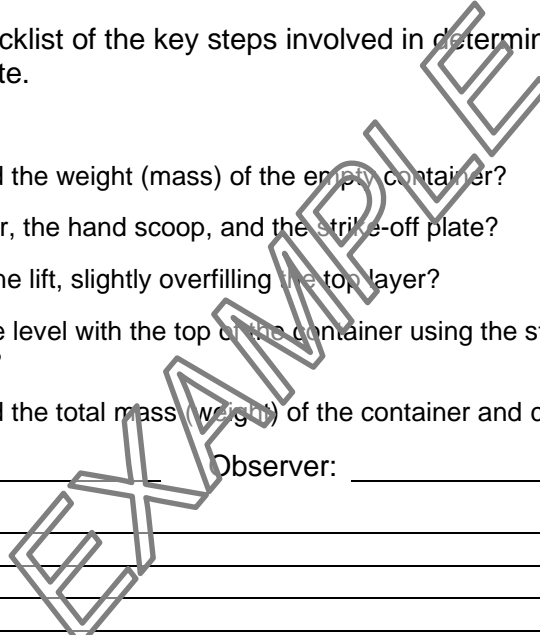 cklist of the key steps involved in determin
te.
d the weight (mass) of the empty container?
r, the hand scoop, and the strike-off plate?
ne lift, slightly overfilling the top layer?
e level with the top of the container using the st
?
d the total mass (weight) of the container and c
Observer:
EXAMPLE